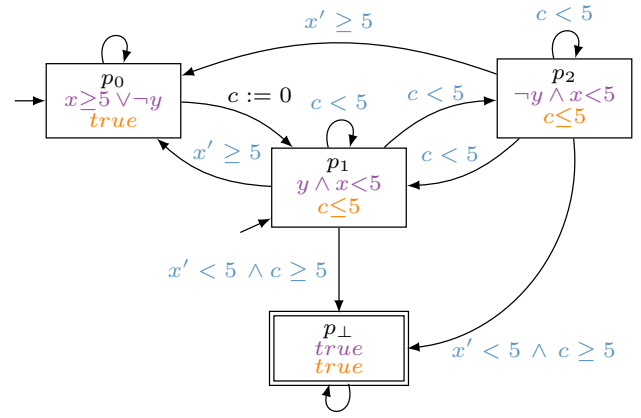 x′ ≥ 5
c < 5
p₀
x≥5 ∨¬y
true
c := 0
c < 5
c < 5
p₂
¬y ∧ x<5
c≤5
x′ ≥ 5
p₁
y ∧ x<5
c≤5
c < 5
x′ < 5 ∧ c ≥ 5
p⊥
true
true
x′ < 5 ∧ c ≥ 5